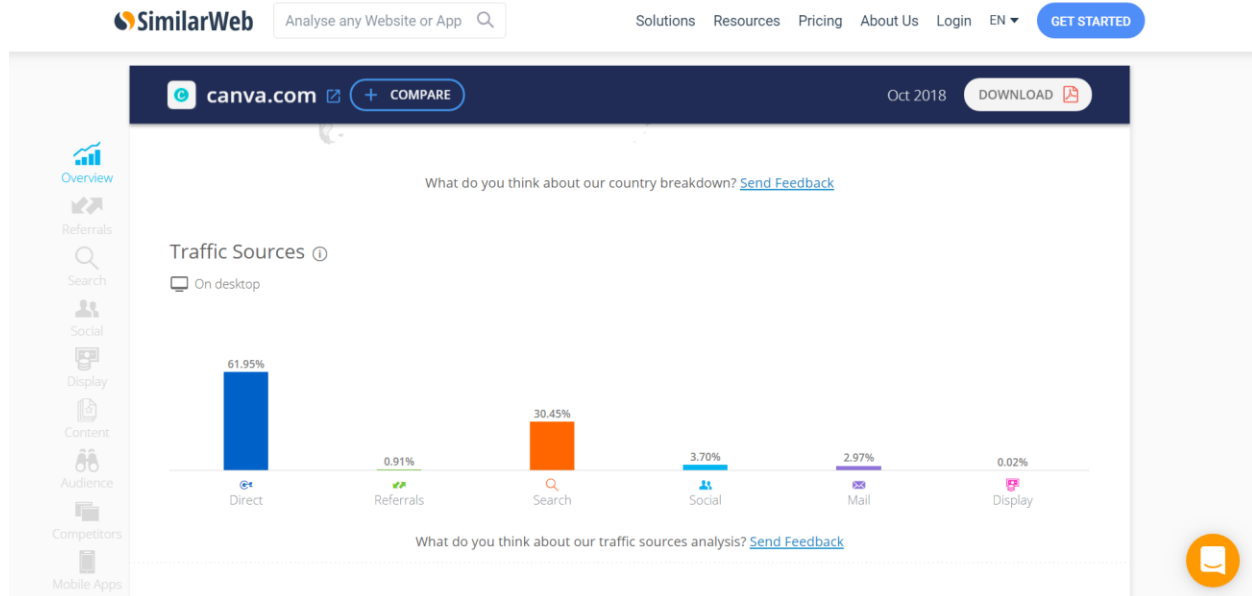 SimilarWeb Analyse any Website or App Solutions Resources Pricing About Us Login EN GET STARTED
canva.com + COMPARE Oct 2018 DOWNLOAD
What do you think about our country breakdown? Send Feedback
Overview
Referrals
Search
Social
Display
Content
Audience
Competitors
Mobile Apps
Traffic Sources
On desktop
61.95% 0.91% 30.45% 3.70% 2.97% 0.02%
Direct Referrals Search Social Mail Display
What do you think about our traffic sources analysis? Send Feedback